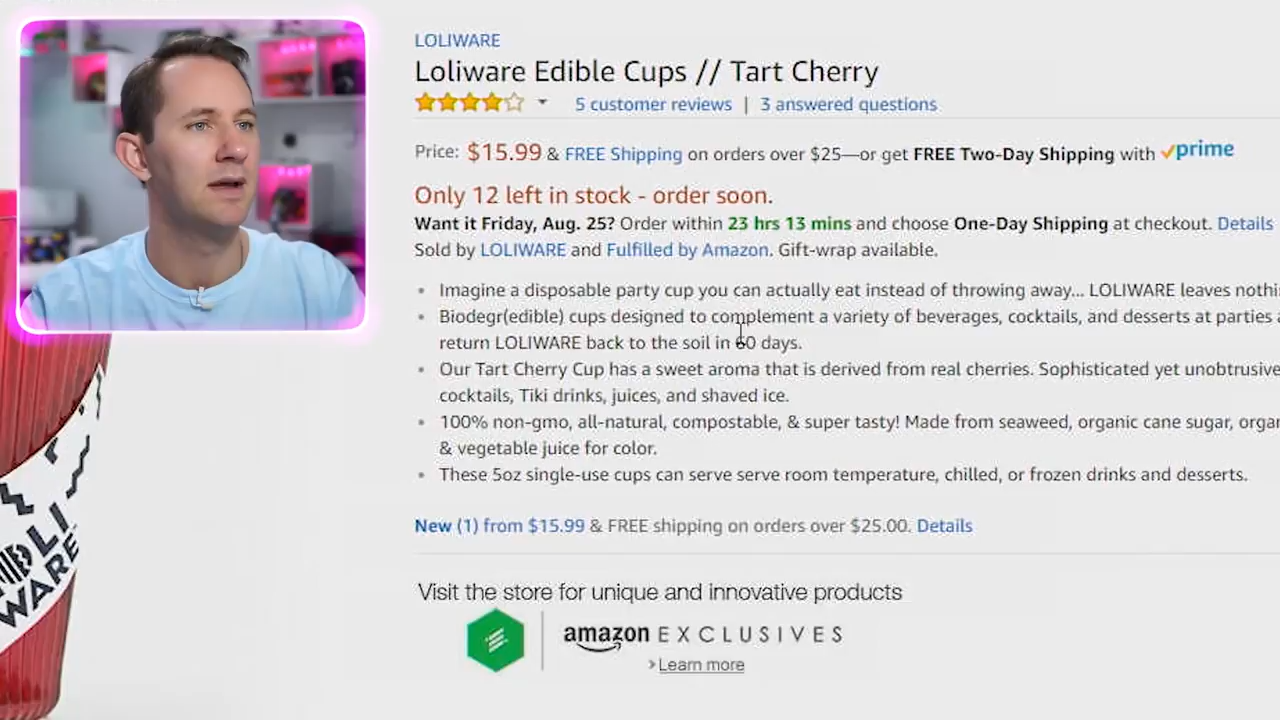 LOLIWARE
Loliware Edible Cups // Tart Cherry
5 customer reviews | 3 answered questions
Price: $15.99 & FREE Shipping on orders over $25—or get FREE Two-Day Shipping with prime
Only 12 left in stock - order soon.
Want it Friday, Aug. 25? Order within 23 hrs 13 mins and choose One-Day Shipping at checkout. Details
Sold by LOLIWARE and Fulfilled by Amazon. Gift-wrap available.
Imagine a disposable party cup you can actually eat instead of throwing away... LOLIWARE leaves
Biodegr(edible) cups designed to complement a variety of beverages, cocktails, and desserts at parties
return LOLIWARE back to the soil in 60 days.
Our Tart Cherry Cup has a sweet aroma that is derived from real cherries. Sophisticated yet unobtrusive
cocktails, Tiki drinks, juices, and shaved ice.
100% non-gmo, all-natural, compostable, & super tasty! Made from seaweed, organic cane sugar,
& vegetable juice for color.
These 5oz single-use cups can serve serve room temperature, chilled, or frozen drinks and desserts.
New (1) from $15.99 & FREE shipping on orders over $25.00. Details
Visit the store for unique and innovative products
amazon EXCLUSIVES
Learn more
LOLI
WARE